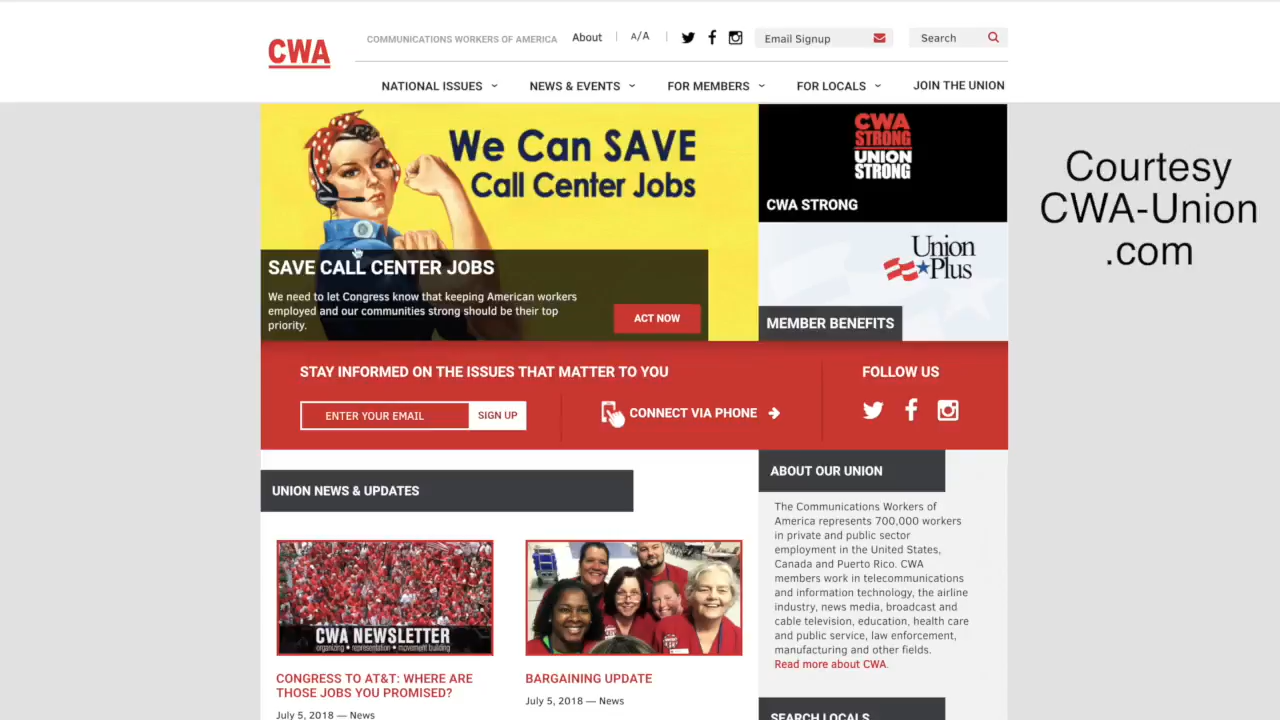 CWA
COMMUNICATIONS WORKERS OF AMERICA
About
A/A
Email Signup
Search
NATIONAL ISSUES
NEWS & EVENTS
FOR MEMBERS
FOR LOCALS
JOIN THE UNION
We Can SAVE
Call Center Jobs
SAVE CALL CENTER JOBS
We need to let Congress know that keeping American workers
employed and our communities strong should be their top
priority.
ACT NOW
CWA
STRONG
UNION
STRONG
CWA STRONG
Union
Plus
MEMBER BENEFITS
Courtesy
CWA-Union
.com
STAY INFORMED ON THE ISSUES THAT MATTER TO YOU
ENTER YOUR EMAIL
SIGN UP
CONNECT VIA PHONE
FOLLOW US
UNION NEWS & UPDATES
CWA NEWSLETTER
organizing • representation • movement building
CONGRESS TO AT&T: WHERE ARE
THOSE JOBS YOU PROMISED?
July 5, 2018 — News
BARGAINING UPDATE
July 5, 2018 — News
ABOUT OUR UNION
The Communications Workers of
America represents 700,000 workers
in private and public sector
employment in the United States,
Canada and Puerto Rico. CWA
members work in telecommunications
and information technology, the airline
industry, news media, broadcast and
cable television, education, health care
and public service, law enforcement,
manufacturing and other fields.
Read more about CWA.
SEARCH LOCALS